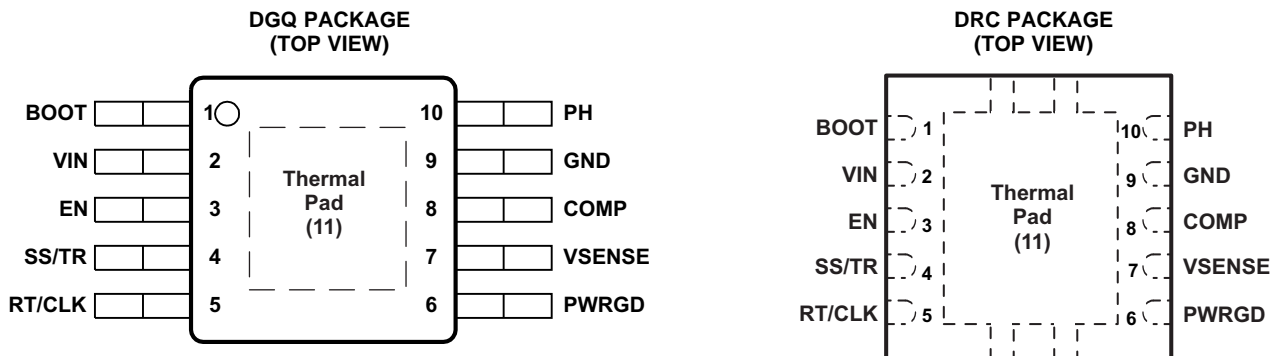 DGQ PACKAGE
(TOP VIEW)
BOOT 1 10 PH
VIN 2 9 GND
EN 3 8 COMP
SS/TR 4 7 VSENSE
RT/CLK 5 6 PWRGD
Thermal
Pad
(11)
DRC PACKAGE
(TOP VIEW)
BOOT 1 10 PH
VIN 2 9 GND
EN 3 8 COMP
SS/TR 4 7 VSENSE
RT/CLK 5 6 PWRGD
Thermal
Pad
(11)